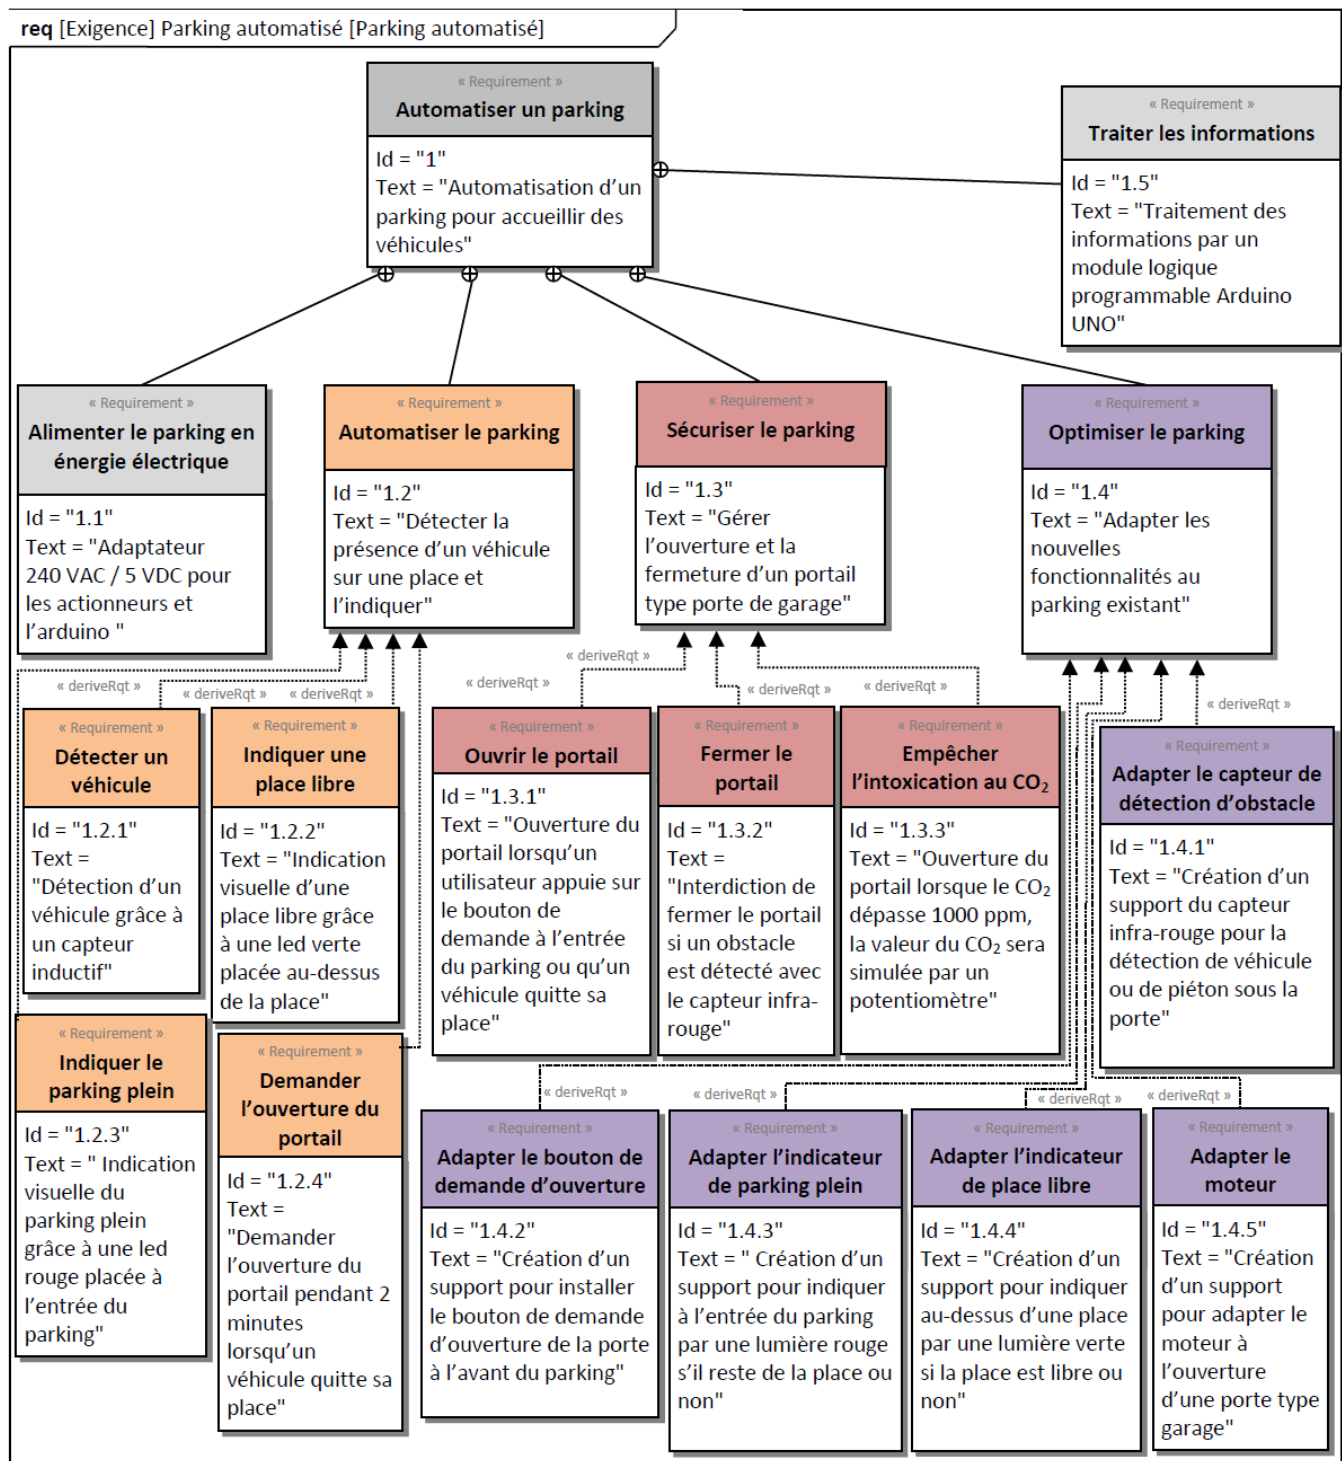 req [Exigence] Parking automatisé [Parking automatisé]
« Requirement »
Automatiser un parking
Id = "1"
Text = "Automatisation d’un
parking pour accueillir des
véhicules"
« Requirement »
Traiter les informations
Id = "1.5"
Text = "Traitement des
informations par un
module logique
programmable Arduino
UNO"
« Requirement »
Alimenter le parking en
énergie électrique
Id = "1.1"
Text = "Adaptateur
240 VAC / 5 VDC pour
les actionneurs et
l’arduino "
« Requirement »
Automatiser le parking
Id = "1.2"
Text = "Détecter la
présence d’un véhicule
sur une place et
l’indiquer"
« Requirement »
Sécuriser le parking
Id = "1.3"
Text = "Gérer
l’ouverture et la
fermeture d’un portail
type porte de garage"
« Requirement »
Optimiser le parking
Id = "1.4"
Text = "Adapter les
nouvelles
fonctionnalités au
parking existant"
« deriveRqt »
« deriveRqt »
« deriveRqt »
« deriveRqt »
« deriveRqt »
« deriveRqt »
« deriveRqt »
« Requirement »
Détecter un
véhicule
Id = "1.2.1"
Text =
"Détection d’un
véhicule grâce à
un capteur
inductif"
« Requirement »
Indiquer une
place libre
Id = "1.2.2"
Text = "Indication
visuelle d’une
place libre grâce
à une led verte
placée au-dessus
de la place"
« Requirement »
Ouvrir le portail
Id = "1.3.1"
Text = "Ouverture du
portail lorsqu’un
utilisateur appuie sur
le bouton de
demande à l’entrée
du parking ou qu’un
véhicule quitte sa
place"
« Requirement »
Fermer le
portail
Id = "1.3.2"
Text =
"Interdiction de
fermer le portail
si un obstacle
est détecté avec
le capteur infra-
rouge"
« Requirement »
Empêcher
l’intoxication au CO₂
Id = "1.3.3"
Text = "Ouverture du
portail lorsque le CO₂
dépasse 1000 ppm,
la valeur du CO₂ sera
simulée par un
potentiomètre"
« Requirement »
Adapter le capteur de
détection d’obstacle
Id = "1.4.1"
Text = "Création d’un
support du capteur
infra-rouge pour la
détection de véhicule
ou de piéton sous la
porte"
« Requirement »
Indiquer le
parking plein
Id = "1.2.3"
Text = " Indication
visuelle du
parking plein
grâce à une led
rouge placée à
l’entrée du
parking"
« Requirement »
Demander
l’ouverture du
portail
Id = "1.2.4"
Text =
"Demander
l’ouverture du
portail pendant 2
minutes
lorsqu’un
véhicule quitte sa
place"
« deriveRqt »
« deriveRqt »
« deriveRqt »
« deriveRqt »
« Requirement »
Adapter le bouton de
demande d’ouverture
Id = "1.4.2"
Text = "Création d’un
support pour installer
le bouton de demande
d’ouverture de la porte
à l’avant du parking"
« Requirement »
Adapter l’indicateur
de parking plein
Id = "1.4.3"
Text = " Création d’un
support pour indiquer
à l’entrée du parking
par une lumière rouge
s’il reste de la place ou
non"
« Requirement »
Adapter l’indicateur
de place libre
Id = "1.4.4"
Text = "Création d’un
support pour indiquer
au-dessus d’une place
par une lumière verte
si la place est libre ou
non"
« Requirement »
Adapter le
moteur
Id = "1.4.5"
Text = "Création
d’un support
pour adapter le
moteur à
l’ouverture
d’une porte type
garage"